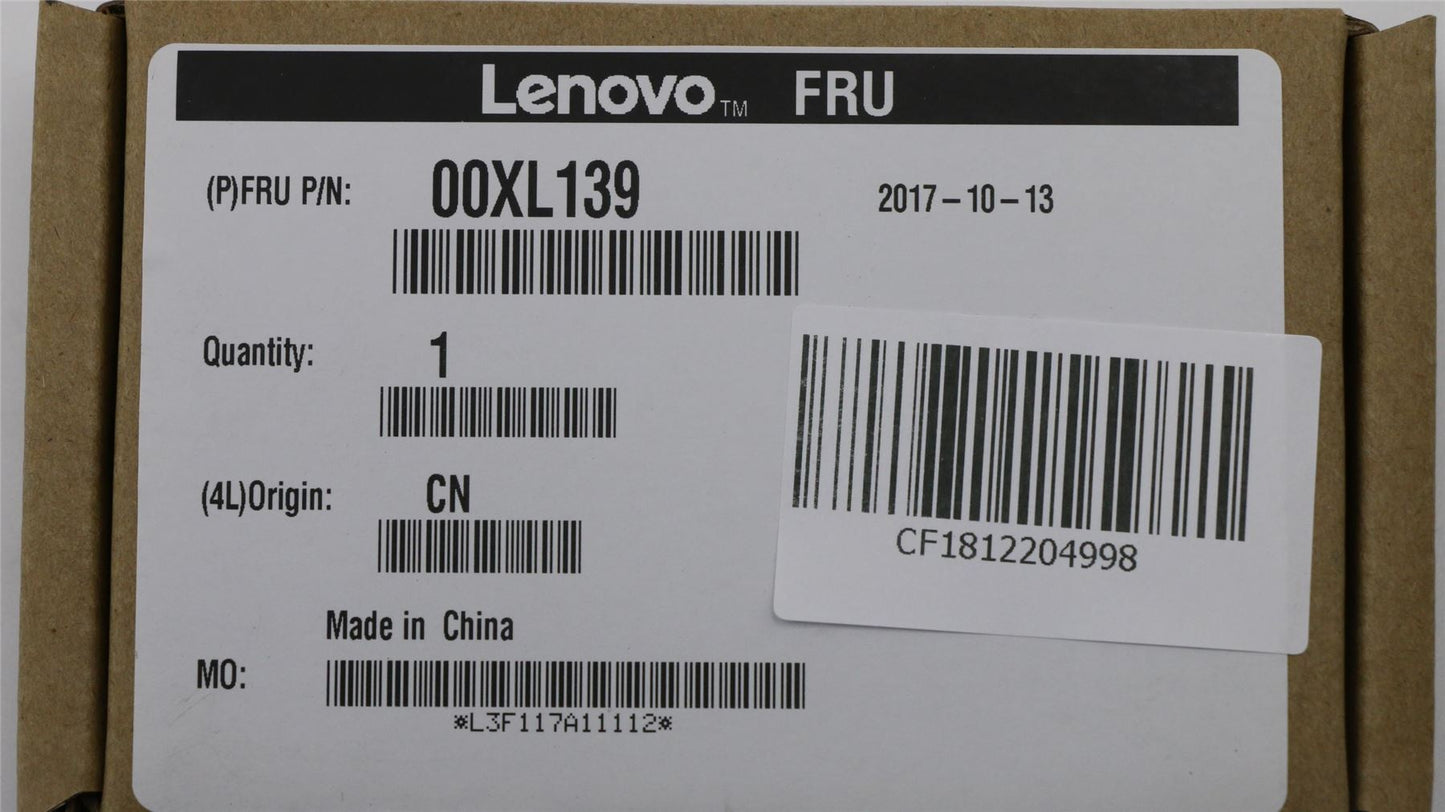 Lenovo™ FRU
(P)FRU P/N: 00XL139 2017-10-13
Quantity: 1
(4L)Origin: CN
CF1812204998
Made in China
MO:
*L3F117A11112*